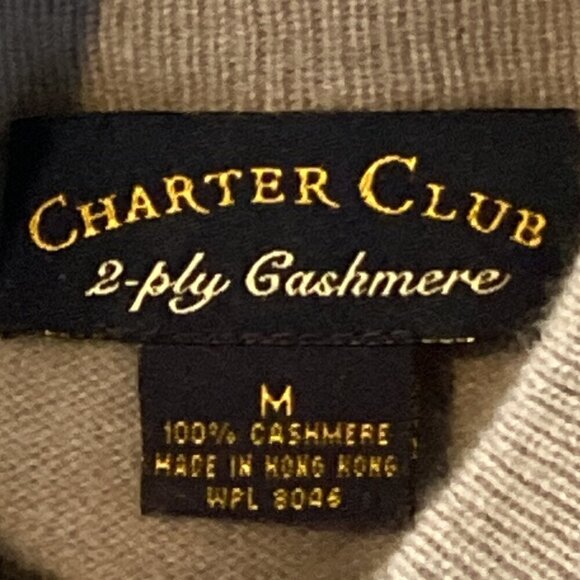 CHARTER CLUB
2-ply Cashmere
M
100% CASHMERE
MADE IN HONG KONG
WPL 8046